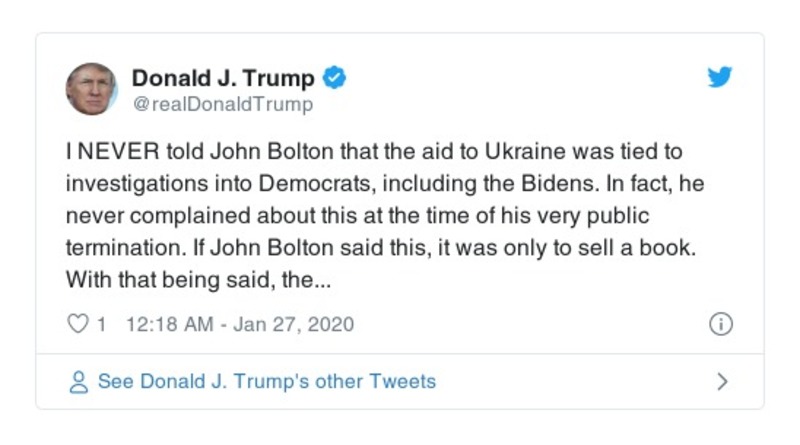 Donald J. Trump
@realDonaldTrump
I NEVER told John Bolton that the aid to Ukraine was tied to
investigations into Democrats, including the Bidens. In fact, he
never complained about this at the time of his very public
termination. If John Bolton said this, it was only to sell a book.
With that being said, the...
1 12:18 AM - Jan 27, 2020
See Donald J. Trump's other Tweets